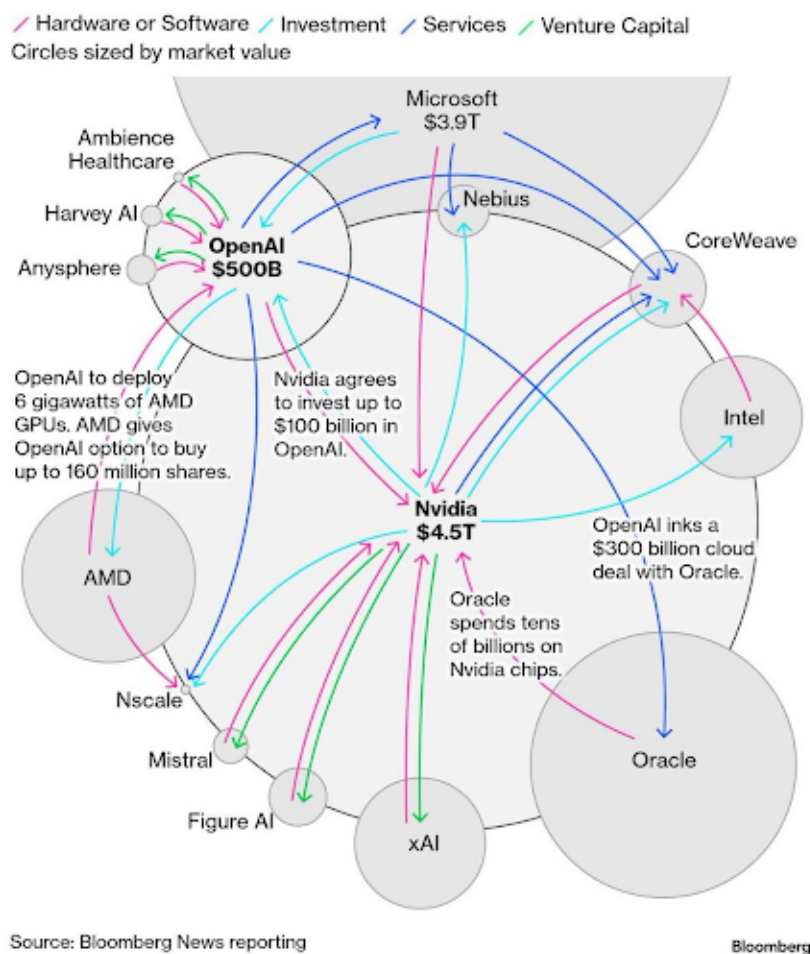 Hardware or Software / Investment / Services / Venture Capital
Circles sized by market value
Microsoft
$3.9T
Ambience
Healthcare
Harvey AI
Anysphere
OpenAI
$500B
Nebius
CoreWeave
OpenAI to deploy
6 gigawatts of AMD
GPUs. AMD gives
OpenAI option to buy
up to 160 million shares.
Nvidia agrees
to invest up to
$100 billion in
OpenAI.
Intel
Nvidia
$4.5T
OpenAI inks a
$300 billion cloud
deal with Oracle.
AMD
Oracle
spends tens
of billions on
Nvidia chips.
Nscale
Mistral
Figure AI
xAI
Oracle
Source: Bloomberg News reporting
Bloomberg